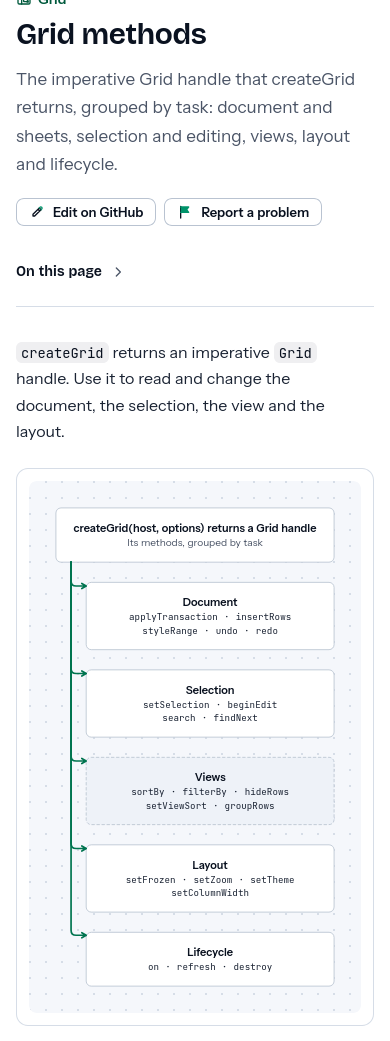 Grid
Grid methods
The imperative Grid handle that createGrid
returns, grouped by task: document and
sheets, selection and editing, views, layout
and lifecycle.
Edit on GitHub
Report a problem
On this page
createGrid returns an imperative Grid
handle. Use it to read and change the
document, the selection, the view and the
layout.
createGrid(host, options) returns a Grid handle
Its methods, grouped by task
Document
applyTransaction · insertRows
styleRange · undo · redo
Selection
setSelection · beginEdit
search · findNext
Views
sortBy · filterBy · hideRows
setViewSort · groupRows
Layout
setFrozen · setZoom · setTheme
setColumnWidth
Lifecycle
on · refresh · destroy